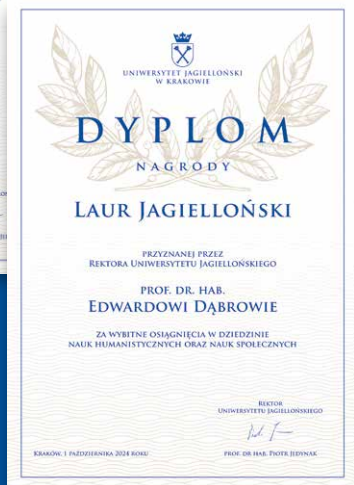 UNIWERSYTET JAGIELLOŃSKI
W KRAKOWIE
DYPLOM
NAGRODY
LAUR JAGIELLOŃSKI
PRZYZNANEJ PRZEZ
REKTORA UNIWERSYTETU JAGIELLOŃSKIEGO
PROF. DR. HAB.
EDWARDOWI DĄBROWIE
ZA WYBITNE OSIĄGNIĘCIA W DZIEDZINIE
NAUK HUMANISTYCZNYCH ORAZ NAUK SPOŁECZNYCH
REKTOR
UNIWERSYTETU JAGIELLOŃSKIEGO
KRAKÓW, 1 PAŹDZIERNIKA 2024 ROKU
PROF. DR HAB. PIOTR JEDYNAK